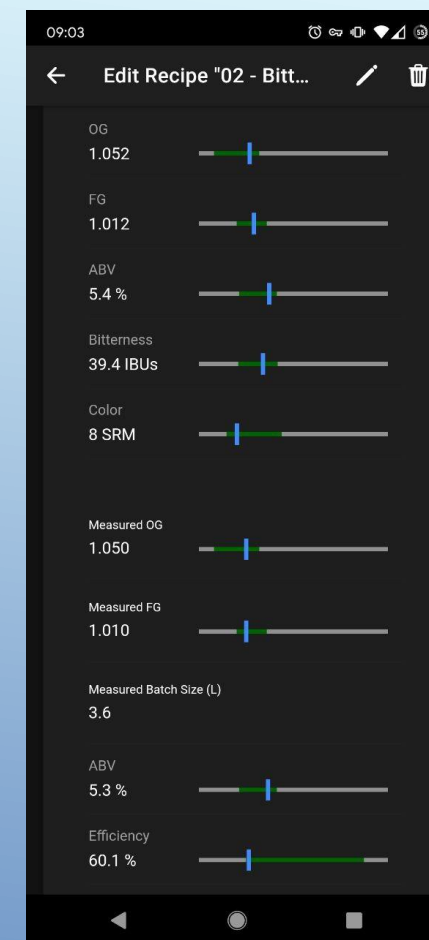 09:03
55
Edit Recipe "02 - Bitt...
OG
1.052
FG
1.012
ABV
5.4 %
Bitterness
39.4 IBUs
Color
8 SRM
Measured OG
1.050
Measured FG
1.010
Measured Batch Size (L)
3.6
ABV
5.3 %
Efficiency
60.1 %